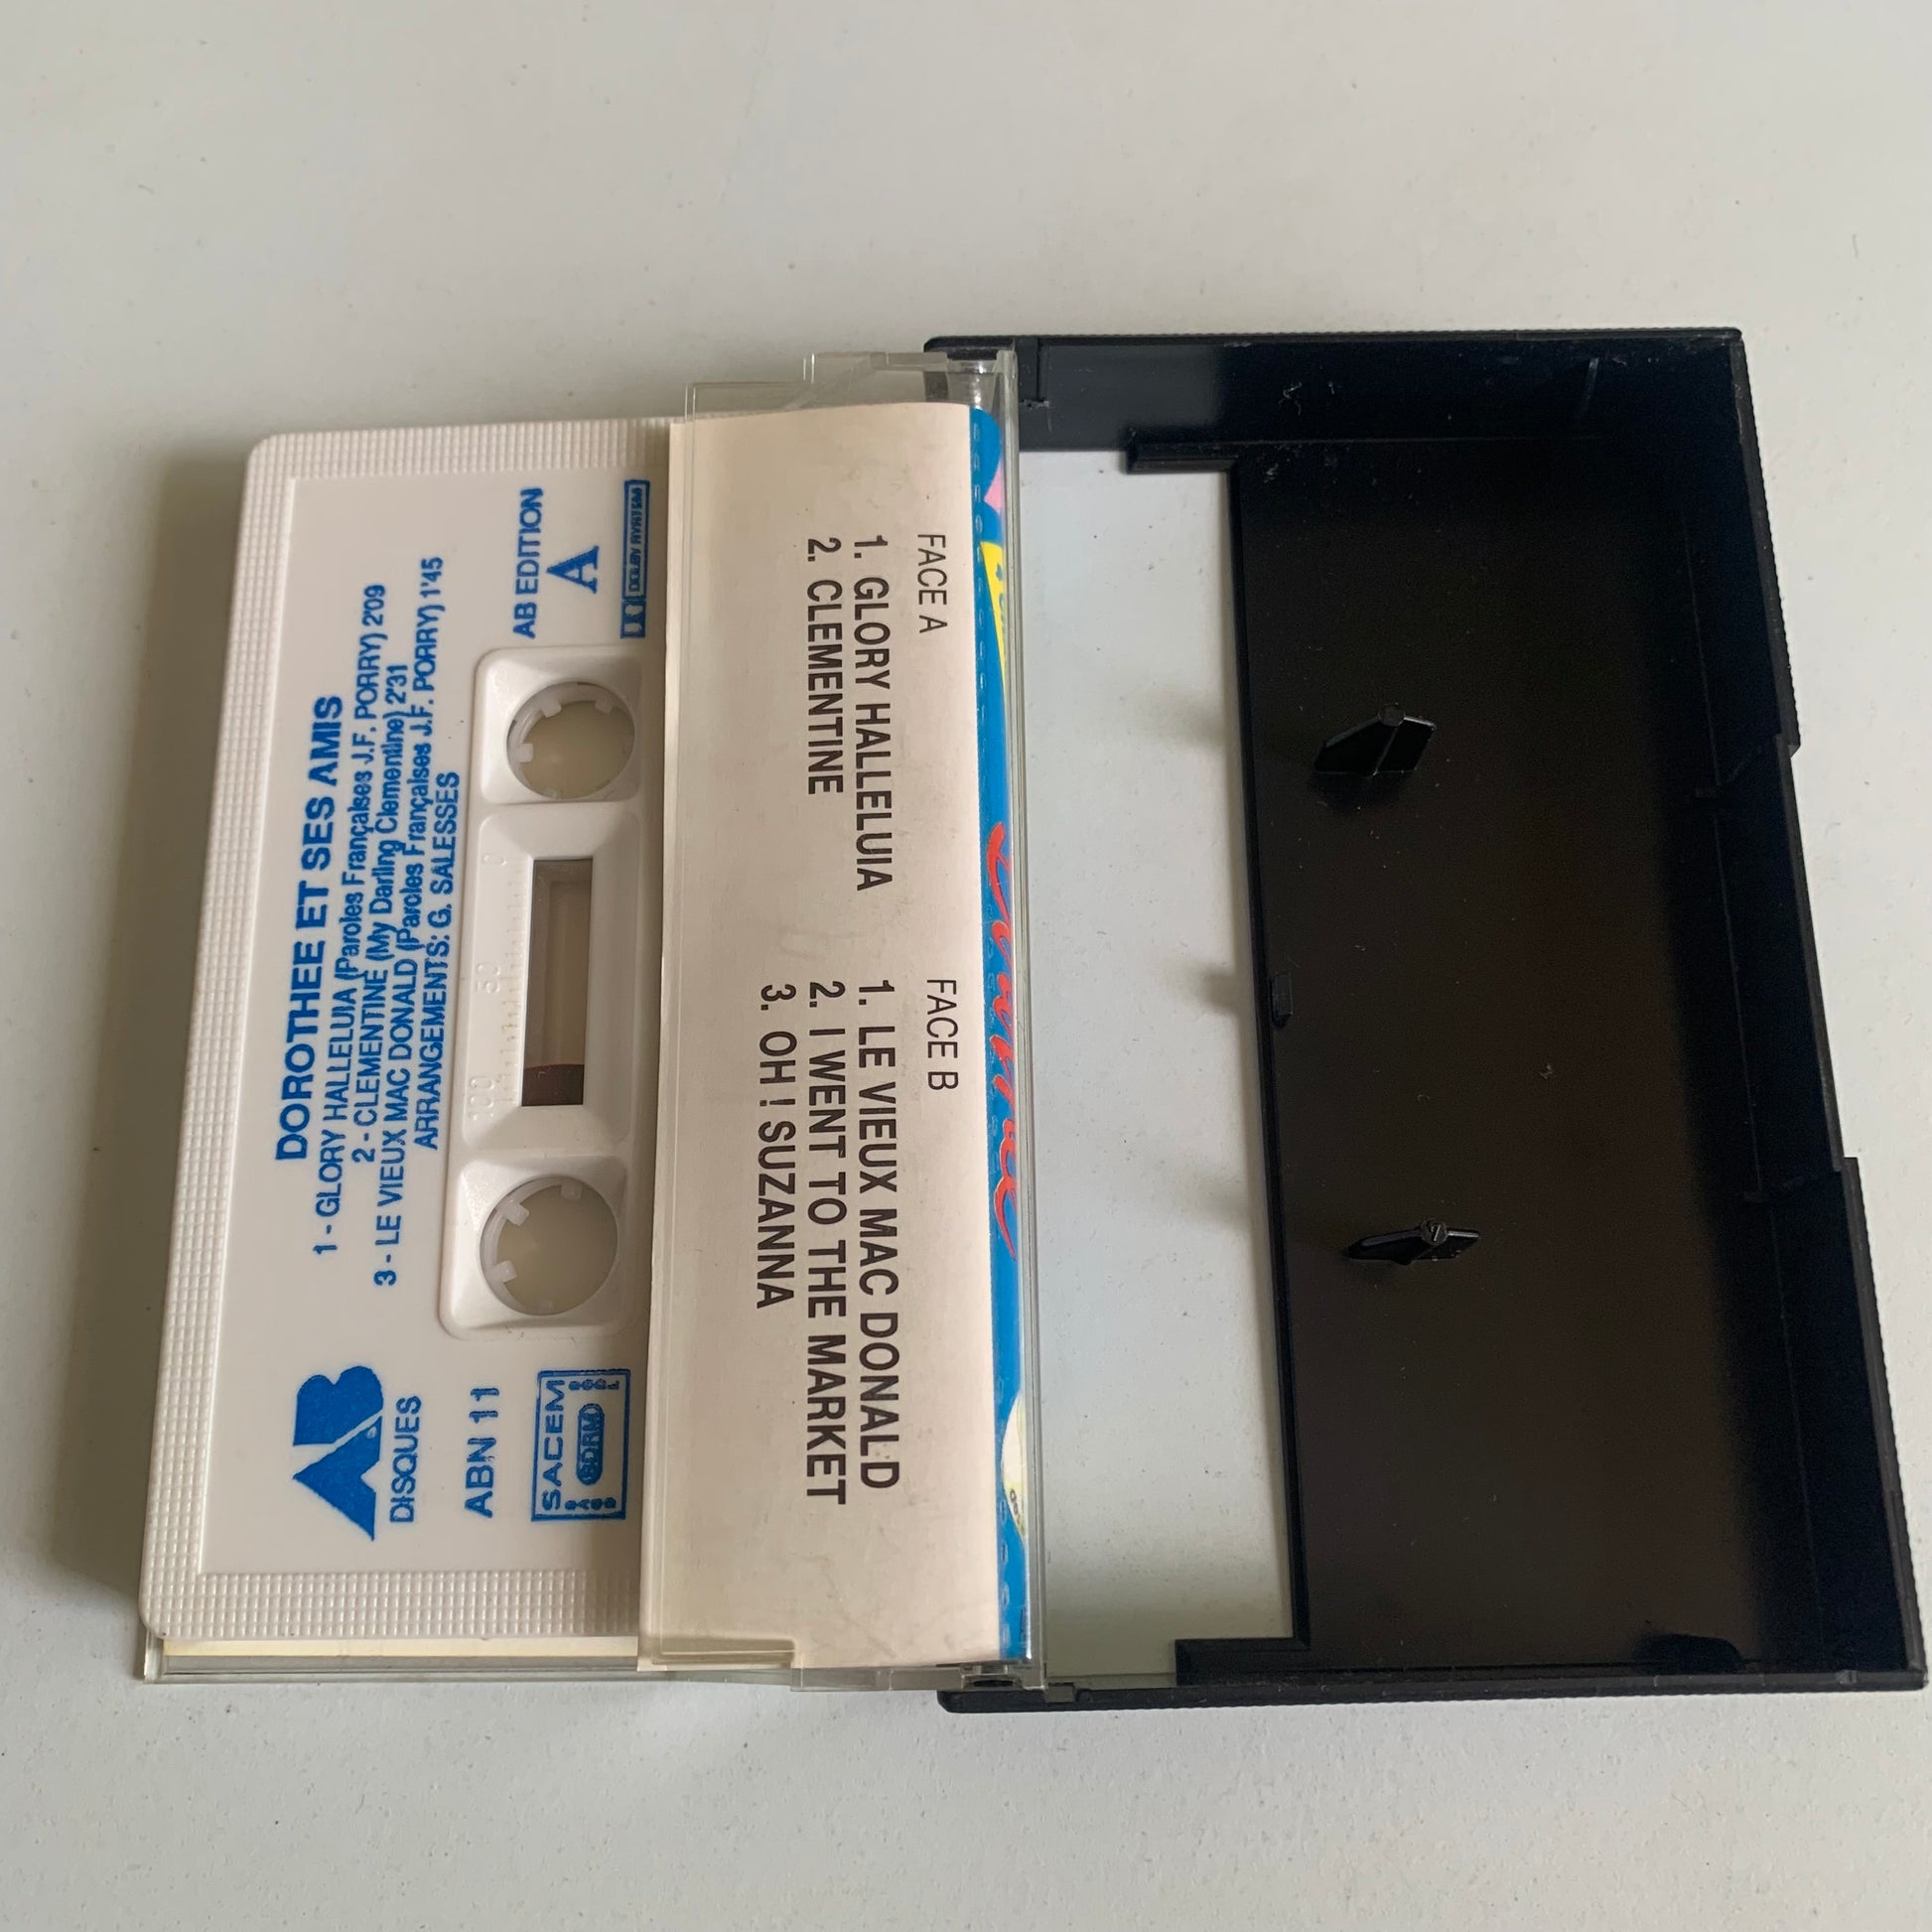 DOROTHEE ET SES AMIS
1 - GLORY HALLELUIA (Paroles Françaises J.F. PORRY) 2'09
2 - CLEMENTINE (My Darling Clementine) 2'31
3 - LE VIEUX MAC DONALD (Paroles Françaises J.F. PORRY) 1'45
ARRANGEMENTS: G. SALESSES
AB
DISQUES
ABN 11
SACEM
AB EDITION
A
FACE A
1. GLORY HALLELUIA
2. CLEMENTINE
FACE B
1. LE VIEUX MAC DONALD
2. I WENT TO THE MARKET
3. OH ! SUZANNA
0
50
100